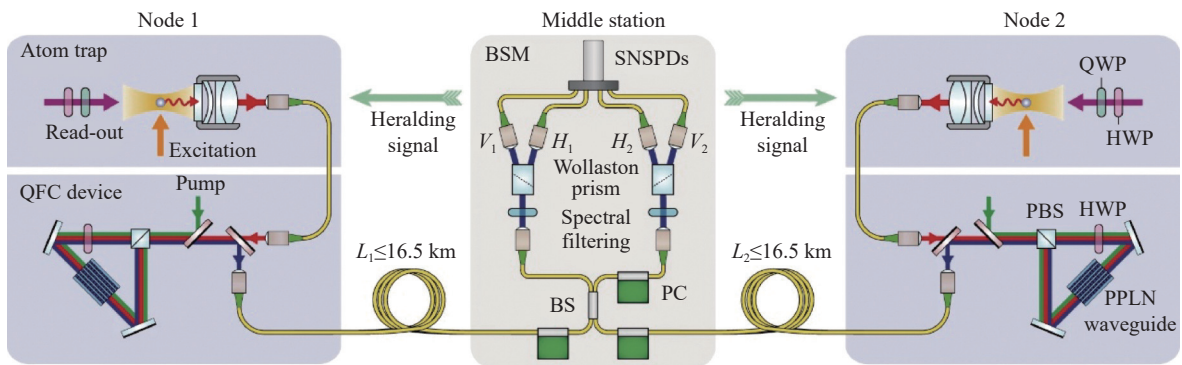 Node 1
Middle station
Node 2
Atom trap
BSM
SNSPDs
QWP
Read-out
Heralding
signal
V1
H1
H2
V2
Heralding
signal
HWP
Excitation
Wollaston
prism
QFC device
Pump
PBS
HWP
Spectral
filtering
L1≤16.5 km
L2≤16.5 km
PC
PPLN
waveguide
BS